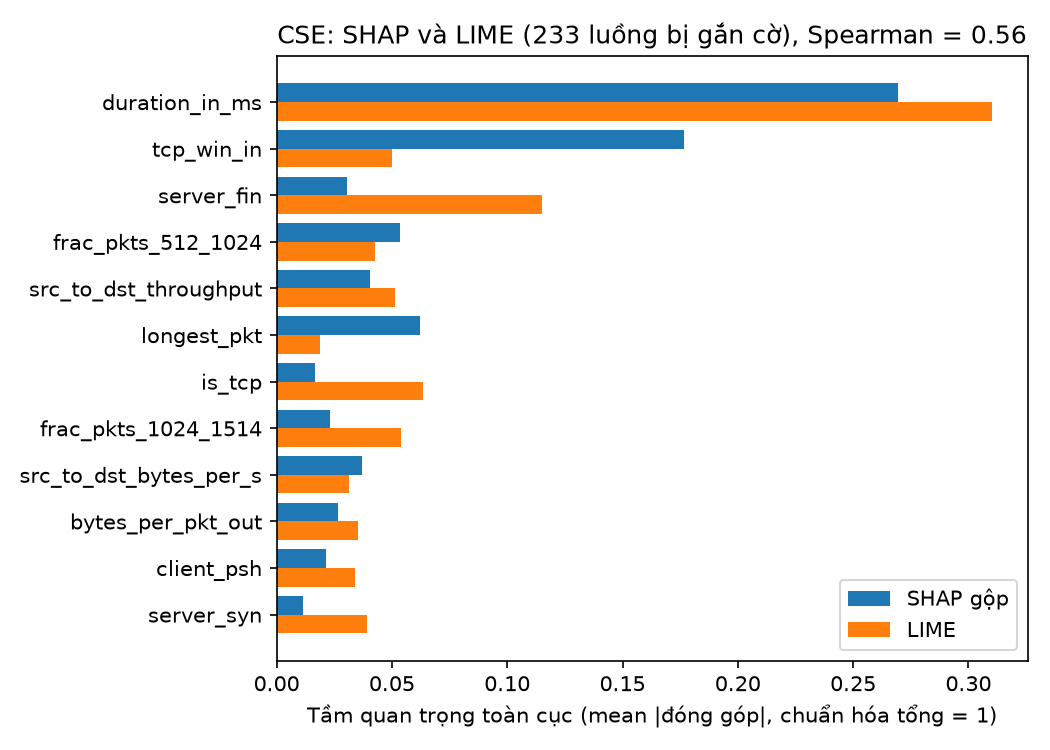 CSE: SHAP và LIME (233 luồng bị gắn cờ), Spearman = 0.56
duration_in_ms
tcp_win_in
server_fin
frac_pkts_512_1024
src_to_dst_throughput
longest_pkt
is_tcp
frac_pkts_1024_1514
src_to_dst_bytes_per_s
bytes_per_pkt_out
client_psh
server_syn
SHAP gộp
LIME
0.00 0.05 0.10 0.15 0.20 0.25 0.30
Tầm quan trọng toàn cục (mean |đóng góp|, chuẩn hóa tổng = 1)